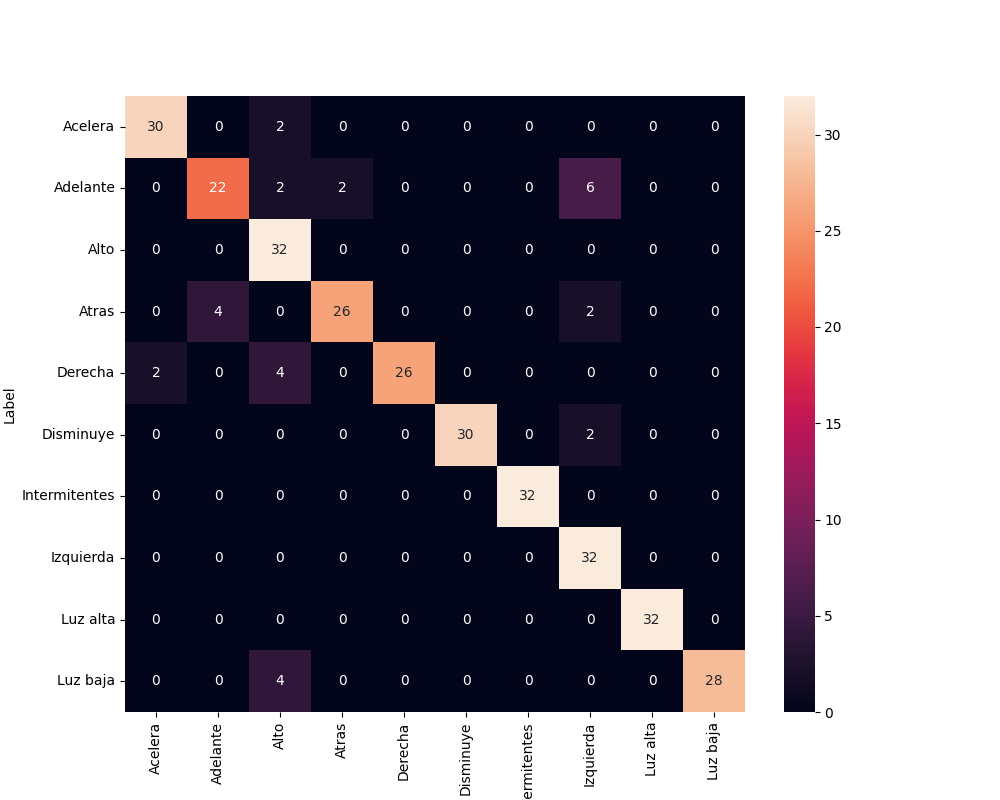 Acelera 30 0 2 0 0 0 0 0 0 0
Adelante 0 22 2 2 0 0 0 6 0 0
Alto 0 0 32 0 0 0 0 0 0 0
Atras 0 4 0 26 0 0 0 2 0 0
Derecha 2 0 4 0 26 0 0 0 0 0
Disminuye 0 0 0 0 0 30 0 2 0 0
Intermitentes 0 0 0 0 0 0 32 0 0 0
Izquierda 0 0 0 0 0 0 0 32 0 0
Luz alta 0 0 0 0 0 0 0 0 32 0
Luz baja 0 0 4 0 0 0 0 0 0 28
Label
Acelera
Adelante
Alto
Atras
Derecha
Disminuye
ermitentes
Izquierda
Luz alta
Luz baja
30
25
20
15
10
5
0